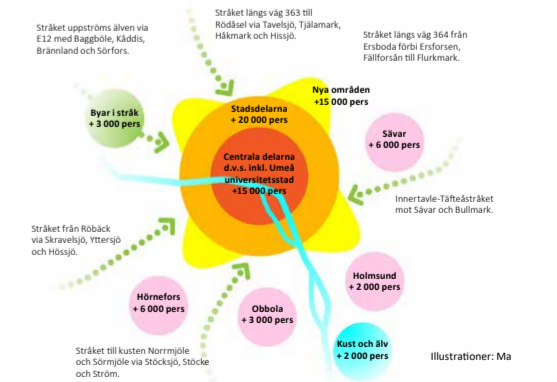 Stråket uppströms älven via
E12 med Baggböle, Kåddis,
Brännland och Sörfors.
Stråket längs väg 363 till
Rödåsel via Tavelsjö, Tjälamark,
Håkmark och Hissjö.
Stråket längs väg 364 från
Ersboda förbi Ersforsen,
Fällforsån till Flurkmark.
Nya områden
+15 000 pers
Byar i stråk
+ 3 000 pers
Stadsdelarna
+ 20 000 pers
Sävar
+ 6 000 pers
Centrala delarna
d.v.s. inkl. Umeå
universitetsstad
+15 000 pers
Innertavle-Täfteåstråket
mot Sävar och Bullmark.
Stråket från Röbäck
via Skravelsjö, Yttersjö
och Hössjö.
Holmsund
+ 2 000 pers
Hörnefors
+ 6 000 pers
Obbola
+ 3 000 pers
Kust och älv
+ 2 000 pers
Stråket till kusten Norrmjöle
och Sörmjöle via Stöcksjö, Stöcke
och Ström.
Illustrationer: Ma